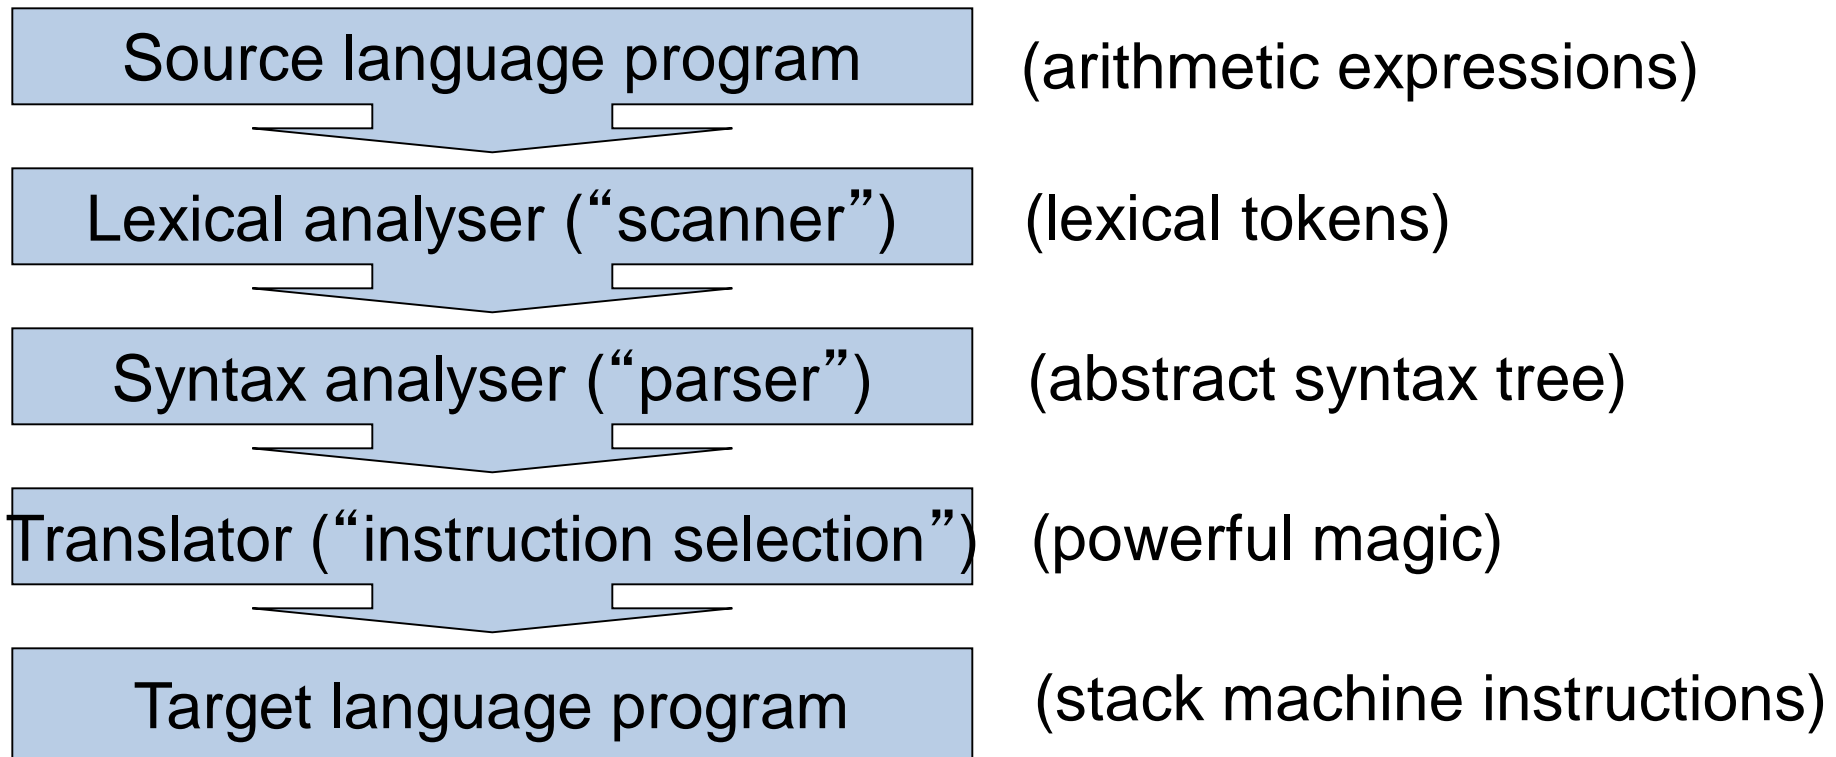 Source language program (arithmetic expressions)
Lexical analyser (“scanner”) (lexical tokens)
Syntax analyser (“parser”) (abstract syntax tree)
Translator (“instruction selection”) (powerful magic)
Target language program (stack machine instructions)